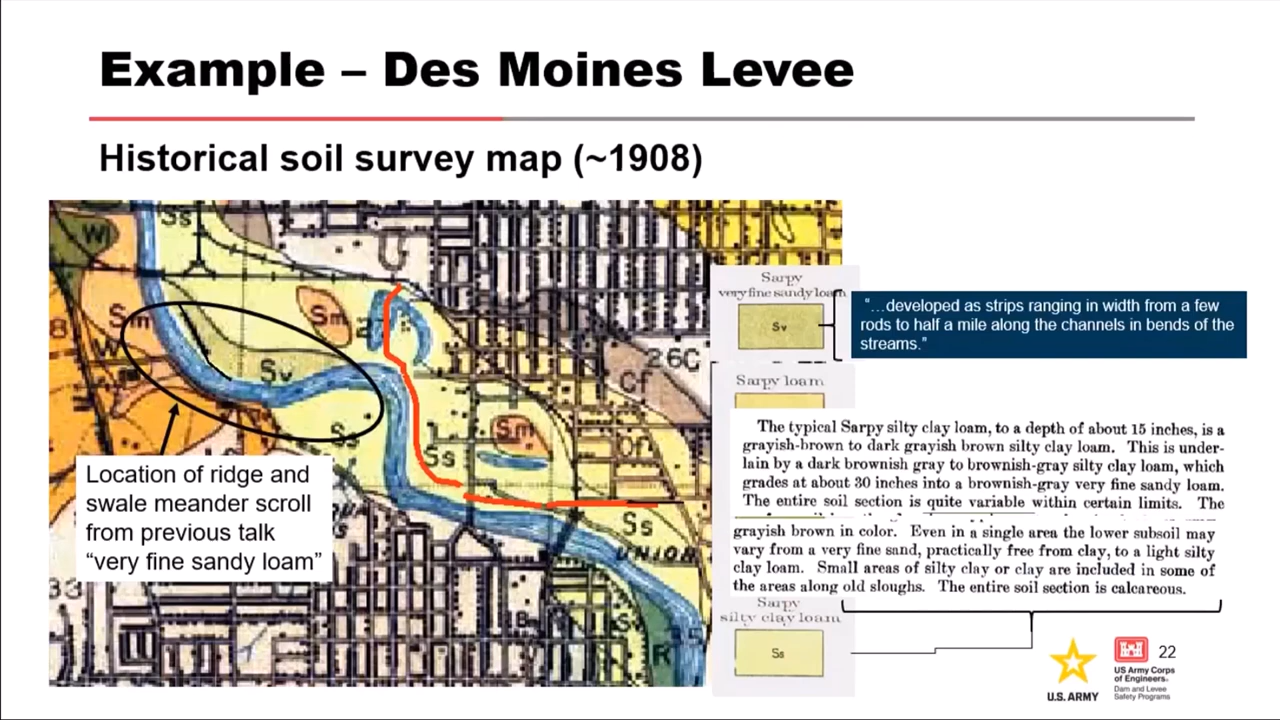 Example – Des Moines Levee
Historical soil survey map (~1908)
Ss
W
Sm
Sm
Sv
26C
Cf
Sm
Ss
Ss
Ss
UNION
33
R
Location of ridge and
swale meander scroll
from previous talk
“very fine sandy loam”
Sarpy
very fine sandy loam
Sv
“…developed as strips ranging in width from a few
rods to half a mile along the channels in bends of the
streams.”
Sarpy loam
The typical Sarpy silty clay loam, to a depth of about 15 inches, is a
grayish-brown to dark grayish brown silty clay loam. This is under-
lain by a dark brownish gray to brownish-gray silty clay loam, which
grades at about 30 inches into a brownish-gray very fine sandy loam.
The entire soil section is quite variable within certain limits. The
grayish brown in color. Even in a single area the lower subsoil may
vary from a very fine sand, practically free from clay, to a light silty
clay loam. Small areas of silty clay or clay are included in some of
the areas along old sloughs. The entire soil section is calcareous.
Sarpy
silty clay loam
Ss
U.S. ARMY
US Army Corps
of Engineers®
Dam and Levee
Safety Programs
22